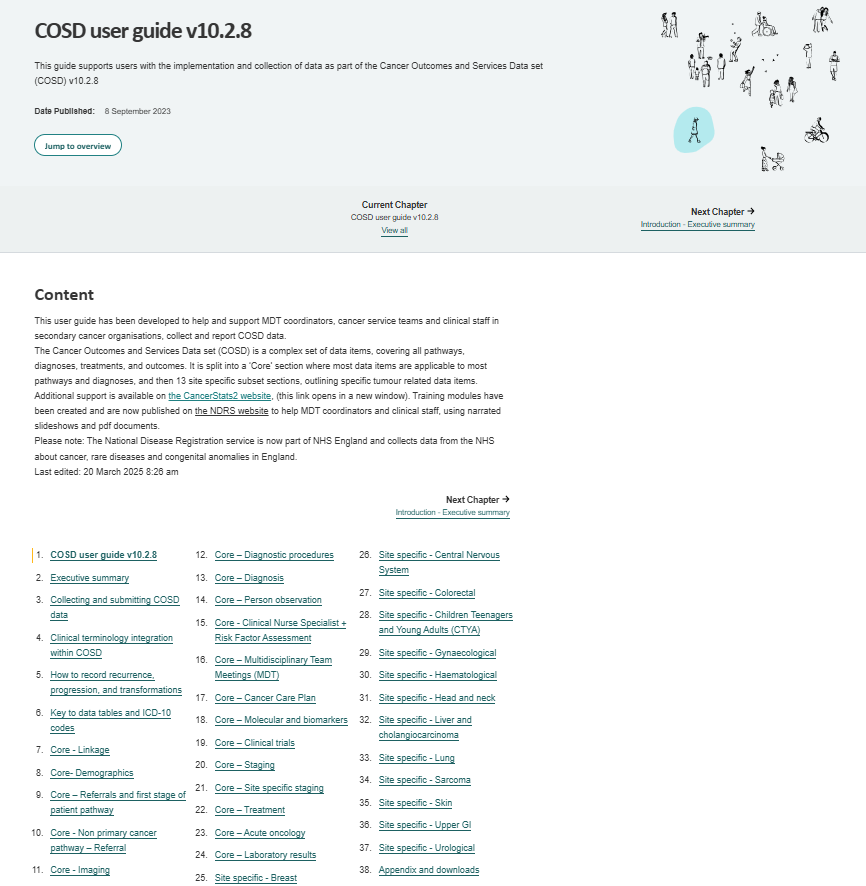 COSD user guide v10.2.8
This guide supports users with the implementation and collection of data as part of the Cancer Outcomes and Services Data set
(COSD) v10.2.8
Date Published: 8 September 2023
Jump to overview
Current Chapter
COSD user guide v10.2.8
View all
Next Chapter →
Introduction - Executive summary
Content
This user guide has been developed to help and support MDT coordinators, cancer service teams and clinical staff in
secondary cancer organisations, collect and report COSD data.
The Cancer Outcomes and Services Data set (COSD) is a complex set of data items, covering all pathways,
diagnoses, treatments, and outcomes. It is split into a 'Core' section where most data items are applicable to most
pathways and diagnoses, and then 13 site specific subset sections, outlining specific tumour related data items.
Additional support is available on the CancerStats2 website, (this link opens in a new window). Training modules have
been created and are now published on the NDRS website to help MDT coordinators and clinical staff, using narrated
slideshows and pdf documents.
Please note: The National Disease Registration service is now part of NHS England and collects data from the NHS
about cancer, rare diseases and congenital anomalies in England.
Last edited: 20 March 2025 8:26 am
Next Chapter →
Introduction - Executive summary
1. COSD user guide v10.2.8
2. Executive summary
3. Collecting and submitting COSD
data
4. Clinical terminology integration
within COSD
5. How to record recurrence,
progression, and transformations
6. Key to data tables and ICD-10
codes
7. Core - Linkage
8. Core- Demographics
9. Core – Referrals and first stage of
patient pathway
10. Core - Non primary cancer
pathway – Referral
11. Core - Imaging
12. Core – Diagnostic procedures
13. Core – Diagnosis
14. Core – Person observation
15. Core - Clinical Nurse Specialist +
Risk Factor Assessment
16. Core – Multidisciplinary Team
Meetings (MDT)
17. Core – Cancer Care Plan
18. Core – Molecular and biomarkers
19. Core – Clinical trials
20. Core – Staging
21. Core – Site specific staging
22. Core – Treatment
23. Core – Acute oncology
24. Core – Laboratory results
25. Site specific - Breast
26. Site specific - Central Nervous
System
27. Site specific - Colorectal
28. Site specific - Children Teenagers
and Young Adults (CTYA)
29. Site specific - Gynaecological
30. Site specific - Haematological
31. Site specific - Head and neck
32. Site specific - Liver and
cholangiocarcinoma
33. Site specific - Lung
34. Site specific - Sarcoma
35. Site specific - Skin
36. Site specific - Upper GI
37. Site specific - Urological
38. Appendix and downloads